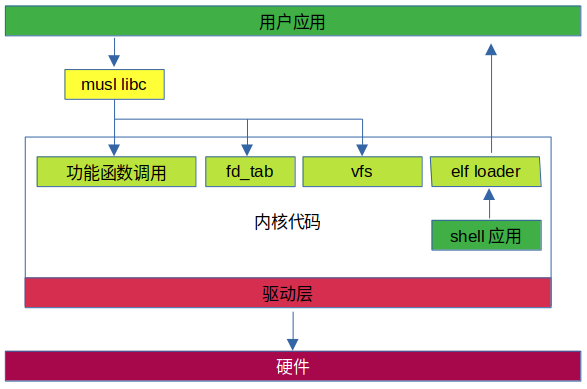 用户应用
musl libc
功能函数调用
fd_tab
vfs
elf loader
内核代码
shell 应用
驱动层
硬件